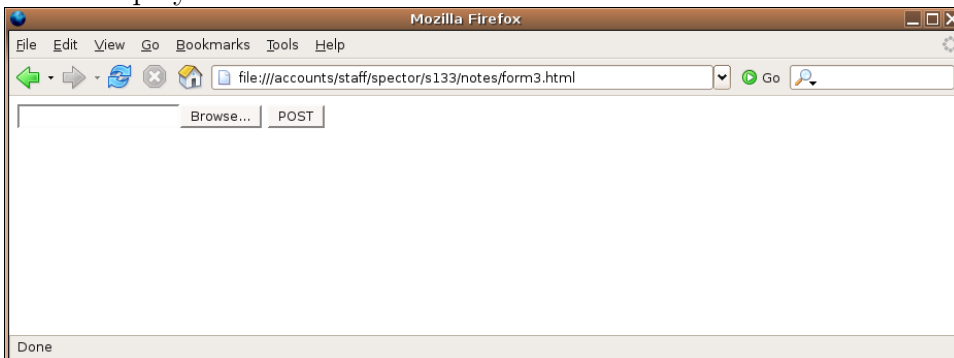 Mozilla Firefox
File Edit View Go Bookmarks Tools Help
file:///accounts/staff/spector/s133/notes/form3.html Go
Browse... POST
Done